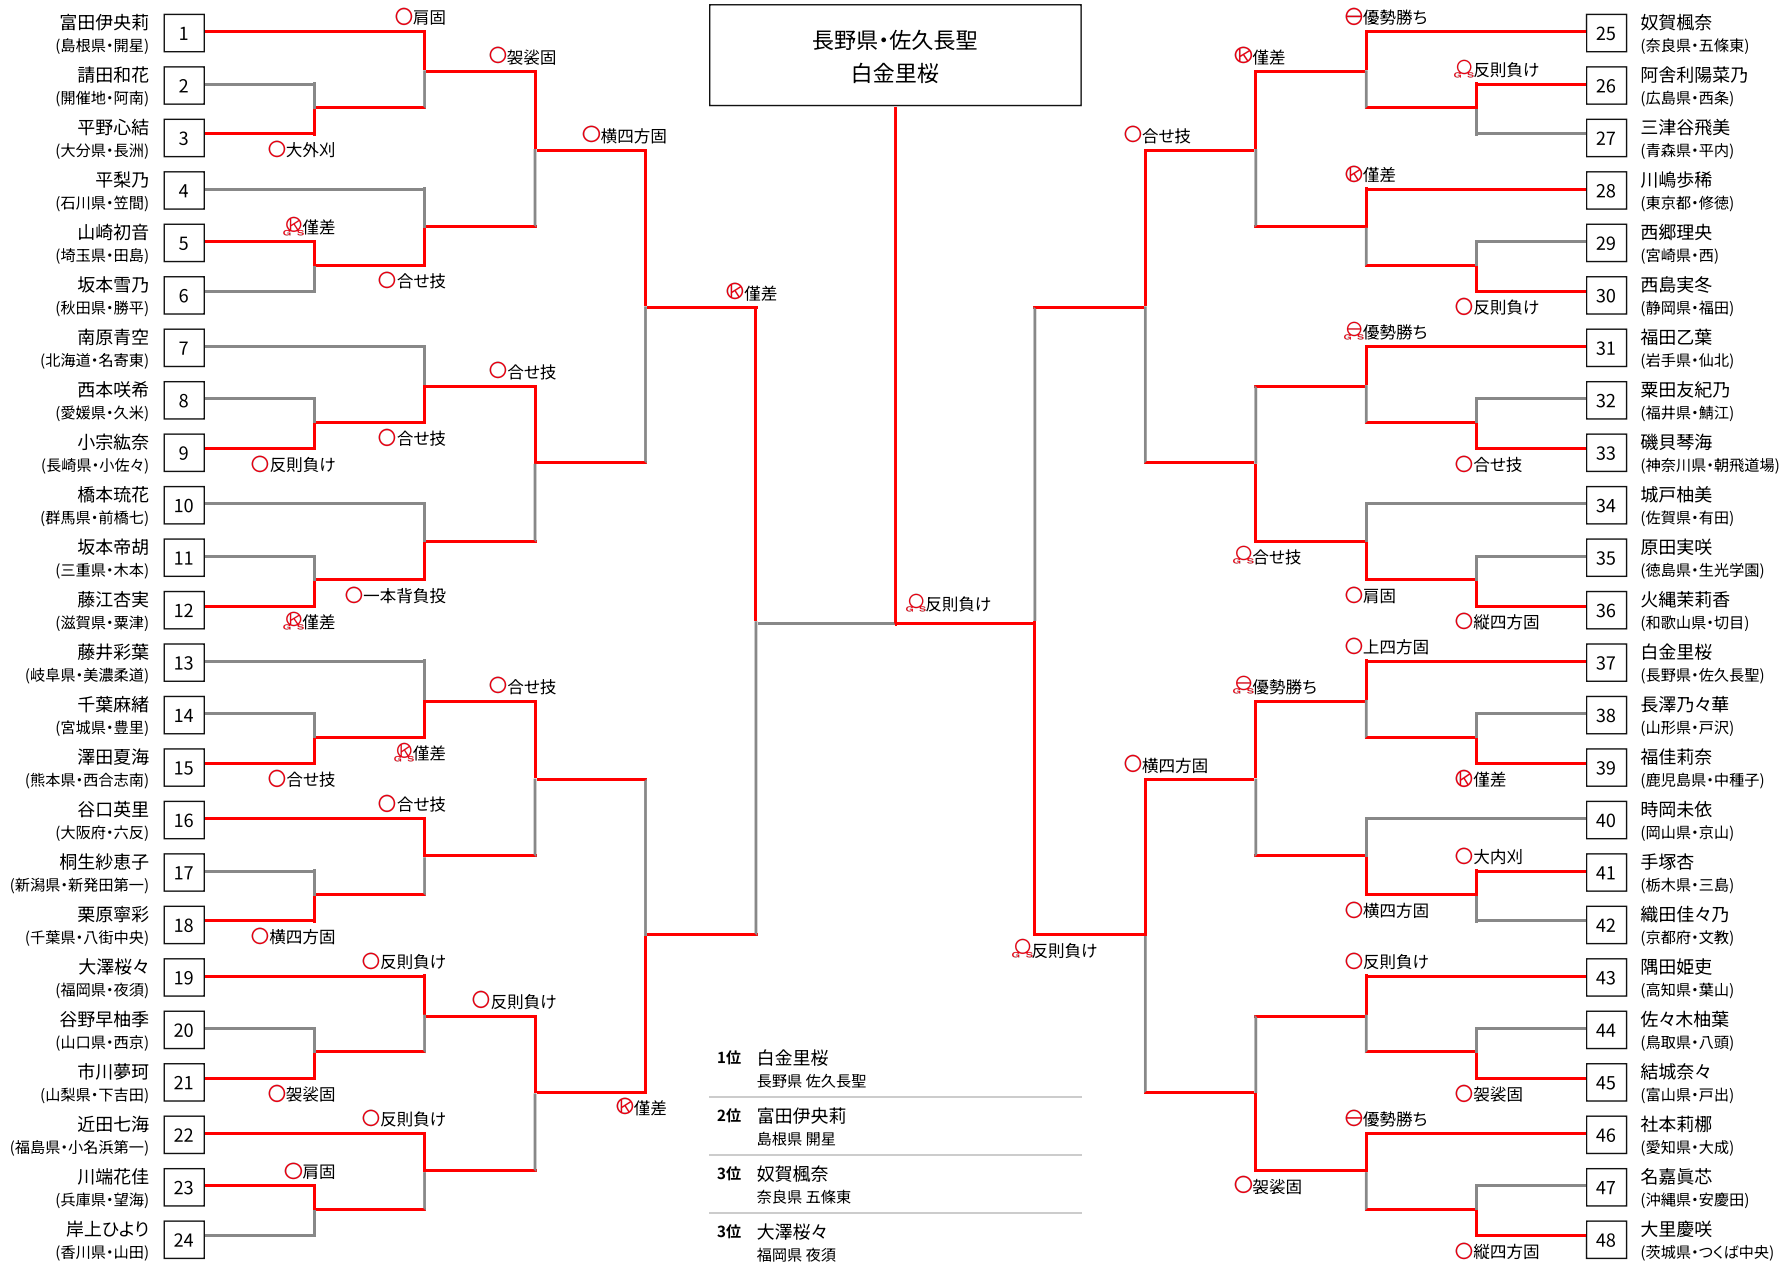 長野県・佐久長聖
白金里桜
富田伊央莉
(島根県・開星)
1
請田和花
(開催地・阿南)
2
平野心結
(大分県・長洲)
3
平梨乃
(石川県・笠間)
4
山崎初音
(埼玉県・田島)
5
坂本雪乃
(秋田県・勝平)
6
南原青空
(北海道・名寄東)
7
西本咲希
(愛媛県・久米)
8
小宗紘奈
(長崎県・小佐々)
9
橋本琉花
(群馬県・前橋七)
10
坂本帝胡
(三重県・木本)
11
藤江杏実
(滋賀県・粟津)
12
藤井彩葉
(岐阜県・美濃柔道)
13
千葉麻緒
(宮城県・豊里)
14
澤田夏海
(熊本県・西合志南)
15
谷口英里
(大阪府・六反)
16
桐生紗恵子
(新潟県・新発田第一)
17
栗原寧彩
(千葉県・八街中央)
18
大澤桜々
(福岡県・夜須)
19
谷野早柚季
(山口県・西京)
20
市川夢珂
(山梨県・下吉田)
21
近田七海
(福島県・小名浜第一)
22
川端花佳
(兵庫県・望海)
23
岸上ひより
(香川県・山田)
24
○肩固
○大外刈
○袈裟固
Ⓚ僅差
GS
○合せ技
○横四方固
○合せ技
○合せ技
○反則負け
○一本背負投
Ⓚ僅差
GS
Ⓚ僅差
○合せ技
Ⓚ僅差
GS
○合せ技
○合せ技
○横四方固
○反則負け
○反則負け
○袈裟固
○反則負け
○肩固
Ⓚ僅差
○反則負け
GS
○反則負け
GS
25
奴賀楓奈
(奈良県・五條東)
26
阿舎利陽菜乃
(広島県・西条)
27
三津谷飛美
(青森県・平内)
28
川嶋歩稀
(東京都・修徳)
29
西郷理央
(宮崎県・西)
30
西島実冬
(静岡県・福田)
31
福田乙葉
(岩手県・仙北)
32
粟田友紀乃
(福井県・鯖江)
33
磯貝琴海
(神奈川県・朝飛道場)
34
城戸柚美
(佐賀県・有田)
35
原田実咲
(徳島県・生光学園)
36
火縄茉莉香
(和歌山県・切目)
37
白金里桜
(長野県・佐久長聖)
38
長澤乃々華
(山形県・戸沢)
39
福佳莉奈
(鹿児島県・中種子)
40
時岡未依
(岡山県・京山)
41
手塚杏
(栃木県・三島)
42
織田佳々乃
(京都府・文教)
43
隅田姫吏
(高知県・葉山)
44
佐々木柚葉
(鳥取県・八頭)
45
結城奈々
(富山県・戸出)
46
社本莉梛
(愛知県・大成)
47
名嘉眞芯
(沖縄県・安慶田)
48
大里慶咲
(茨城県・つくば中央)
⊖優勢勝ち
○反則負け
GS
Ⓚ僅差
○合せ技
Ⓚ僅差
○反則負け
⊖優勢勝ち
GS
○合せ技
○合せ技
GS
○肩固
○縦四方固
○上四方固
⊖優勢勝ち
GS
○横四方固
Ⓚ僅差
○大内刈
○横四方固
○反則負け
○袈裟固
⊖優勢勝ち
○袈裟固
○縦四方固
1位 白金里桜
長野県 佐久長聖
2位 富田伊央莉
島根県 開星
3位 奴賀楓奈
奈良県 五條東
3位 大澤桜々
福岡県 夜須